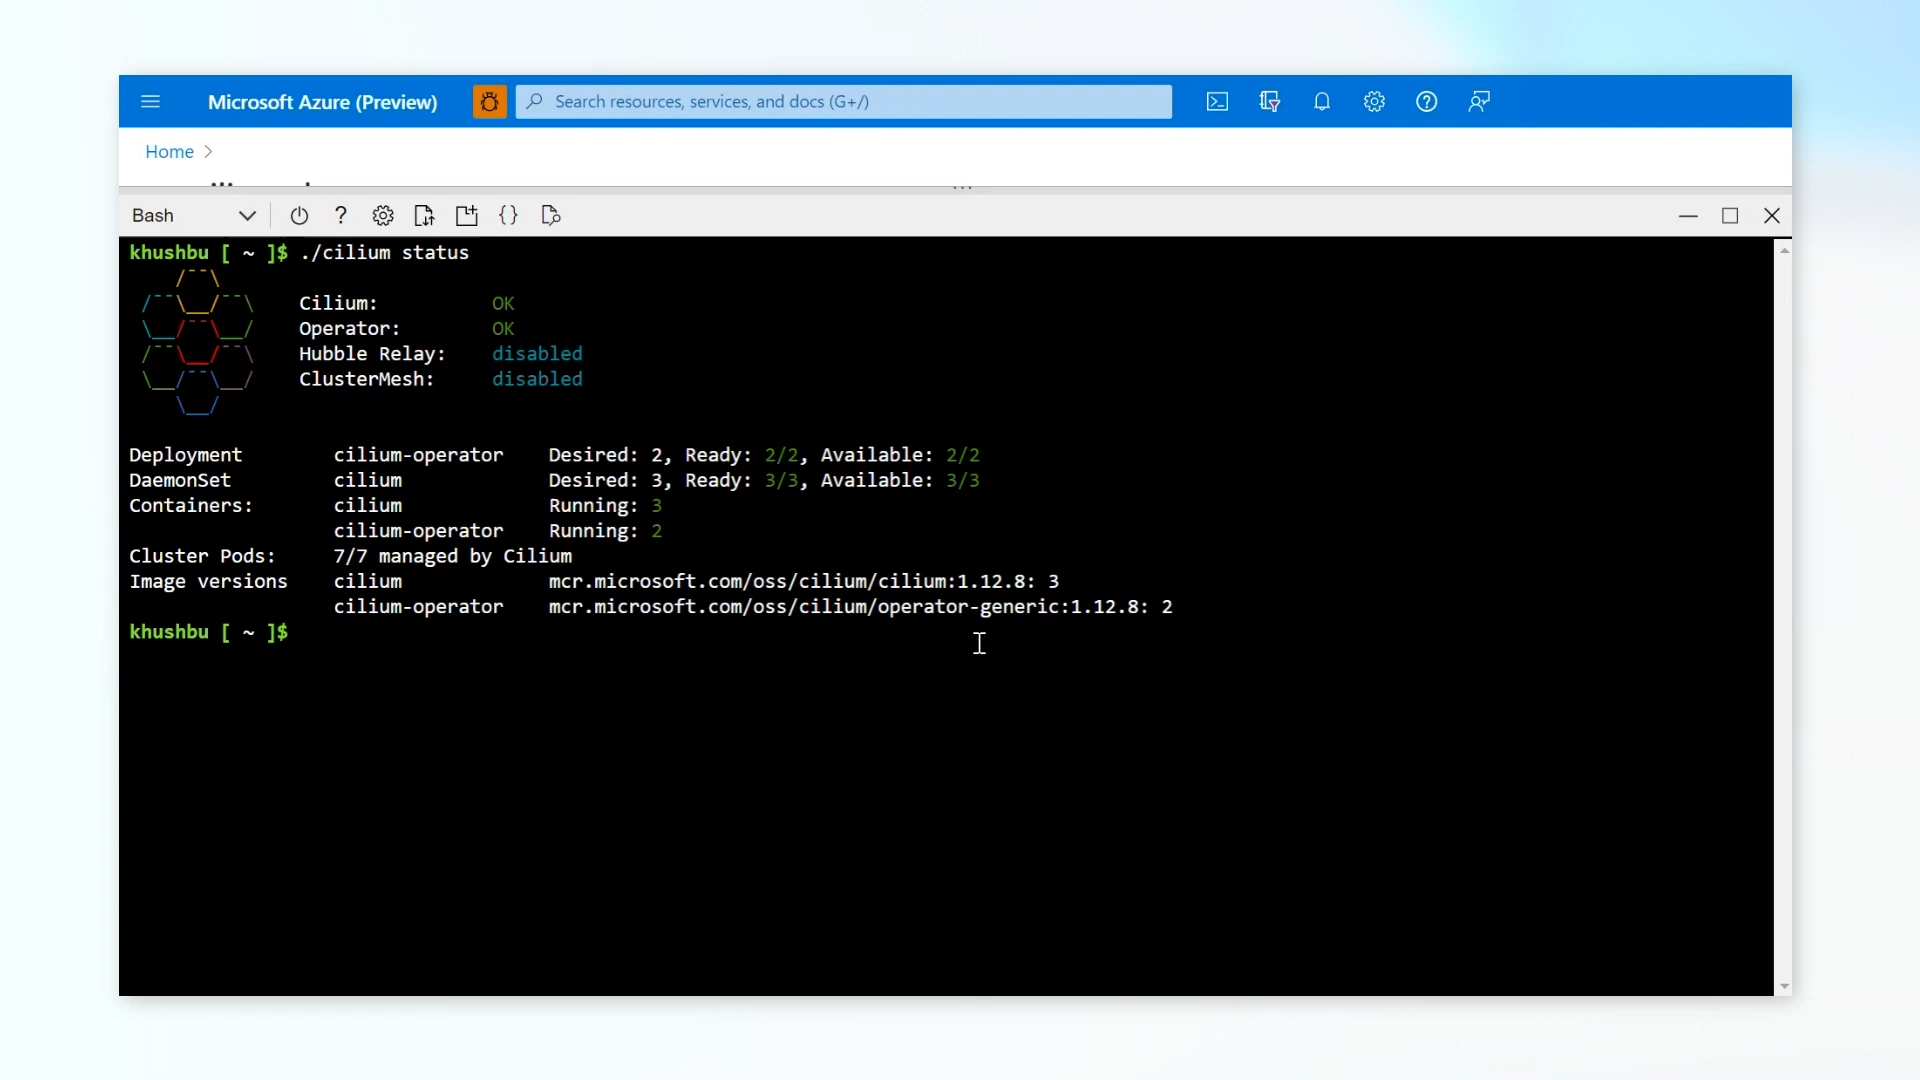 Microsoft Azure (Preview) Search resources, services, and docs (G+/)
Home >
Bash
khushbu [ ~ ]$ ./cilium status
Cilium: OK
Operator: OK
Hubble Relay: disabled
ClusterMesh: disabled
Deployment cilium-operator Desired: 2, Ready: 2/2, Available: 2/2
DaemonSet cilium Desired: 3, Ready: 3/3, Available: 3/3
Containers: cilium Running: 3
cilium-operator Running: 2
Cluster Pods: 7/7 managed by Cilium
Image versions cilium mcr.microsoft.com/oss/cilium/cilium:1.12.8: 3
cilium-operator mcr.microsoft.com/oss/cilium/operator-generic:1.12.8: 2
khushbu [ ~ ]$